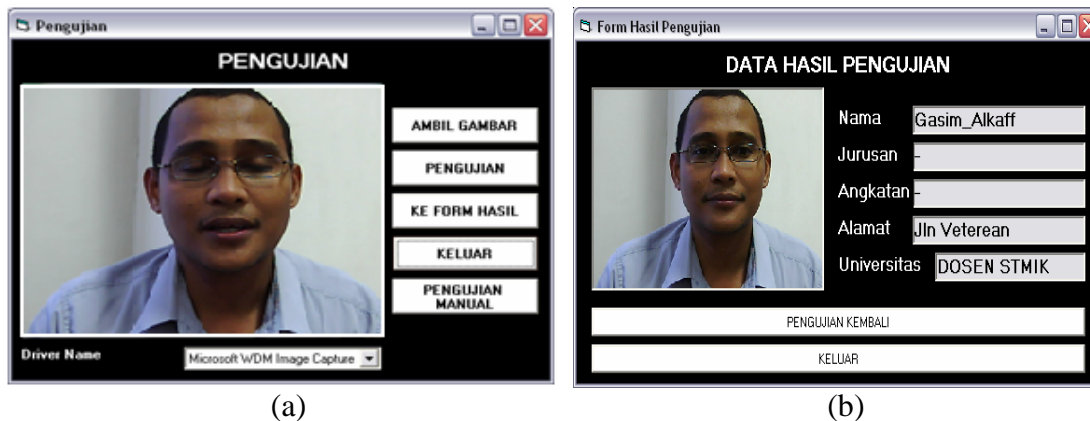 Pengujian
PENGUJIAN
AMBIL GAMBAR
PENGUJIAN
KE FORM HASIL
KELUAR
PENGUJIAN
MANUAL
Driver Name
Microsoft WDM Image Capture
(a)
Form Hasil Pengujian
DATA HASIL PENGUJIAN
Nama Gasim_Alkaff
Jurusan -
Angkatan -
Alamat Jln Veterean
Universitas DOSEN STMIK
PENGUJIAN KEMBALI
KELUAR
(b)